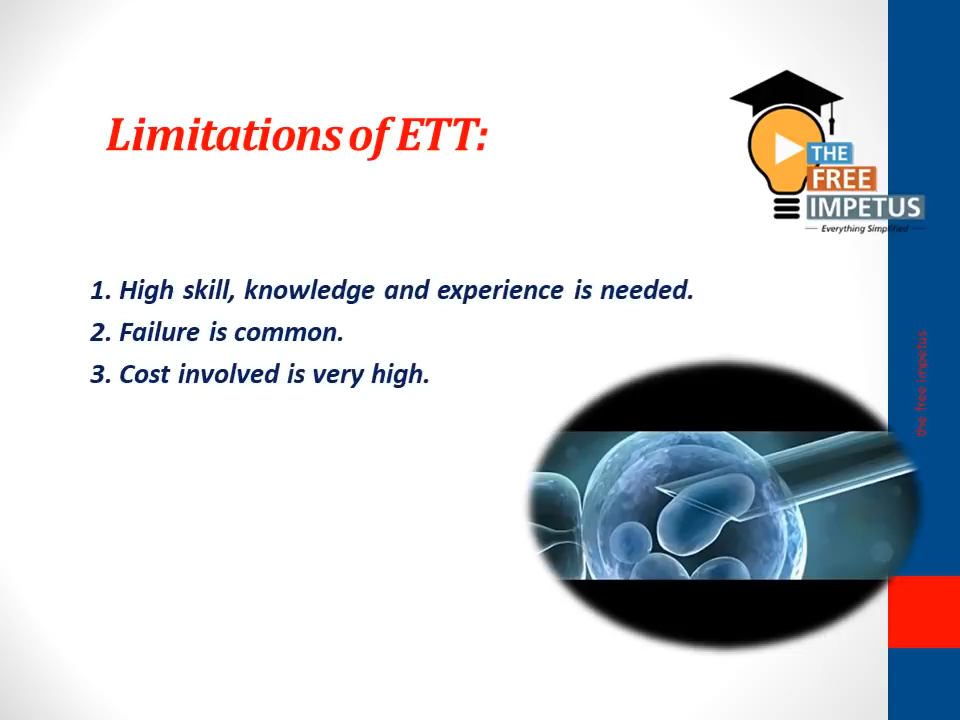 Limitations of ETT:
THE
FREE
IMPETUS
Everything Simplified
1. High skill, knowledge and experience is needed.
2. Failure is common.
3. Cost involved is very high.
the free impetus